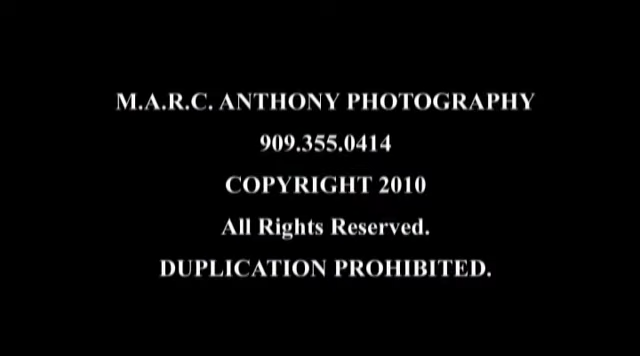 M.A.R.C. ANTHONY PHOTOGRAPHY
909.355.0414
COPYRIGHT 2010
All Rights Reserved.
DUPLICATION PROHIBITED.